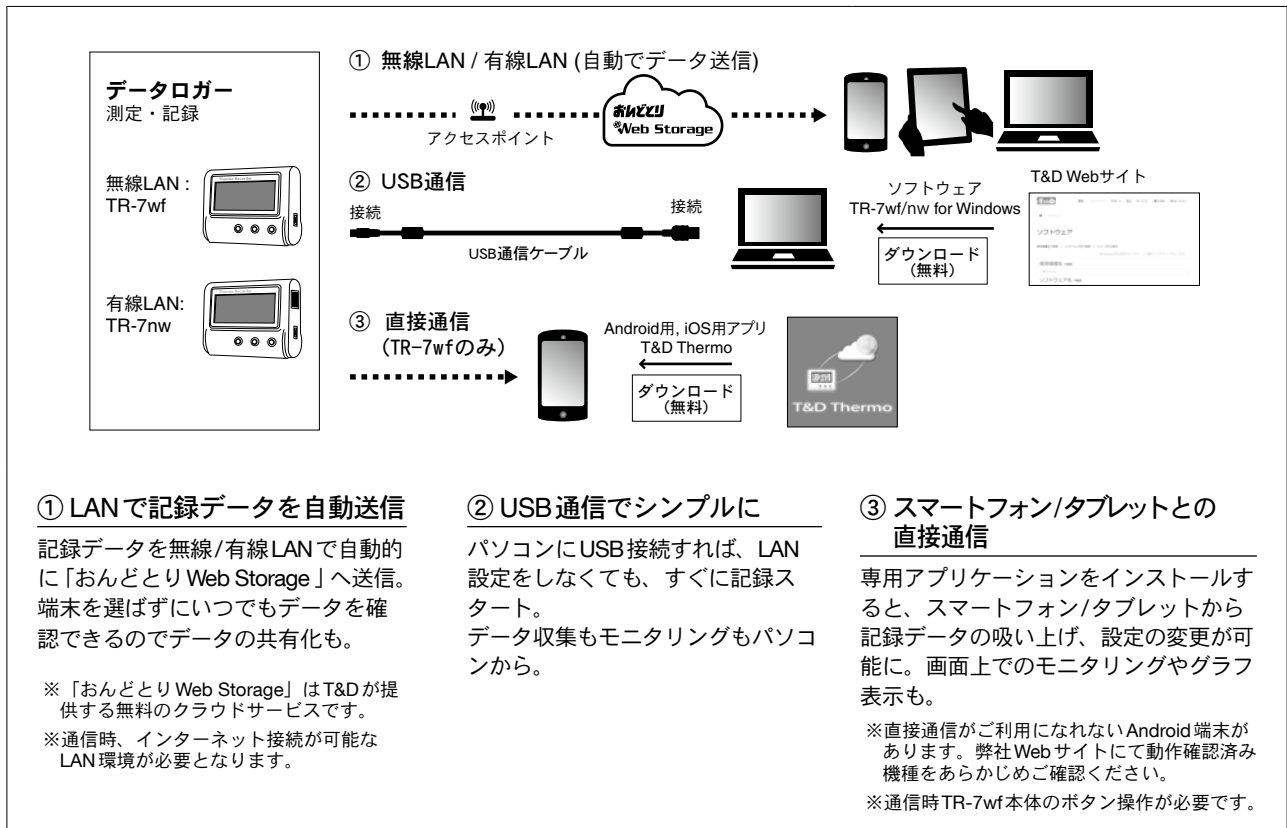 データロガー
測定・記録
無線LAN :
TR-7wf
有線LAN:
TR-7nw
① 無線LAN / 有線LAN (自動でデータ送信)
アクセスポイント
おんどとり
Web Storage
② USB通信
接続
接続
USB通信ケーブル
ソフトウェア
TR-7wf/nw for Windows
ダウンロード
(無料)
T&D Webサイト
ソフトウェア
③ 直接通信
(TR-7wfのみ)
Android用, iOS用アプリ
T&D Thermo
ダウンロード
(無料)
T&D Thermo
① LANで記録データを自動送信
記録データを無線/有線LANで自動的
に「おんどとりWeb Storage」へ送信。
端末を選ばずにいつでもデータを確
認できるのでデータの共有化も。
※「おんどとりWeb Storage」はT&Dが提
供する無料のクラウドサービスです。
※通信時、インターネット接続が可能な
LAN環境が必要となります。
② USB通信でシンプルに
パソコンにUSB接続すれば、LAN
設定をしなくても、すぐに記録ス
タート。
データ収集もモニタリングもパソコ
ンから。
③ スマートフォン/タブレットとの
直接通信
専用アプリケーションをインストールす
ると、スマートフォン/タブレットから
記録データの吸い上げ、設定の変更が可
能に。画面上でのモニタリングやグラフ
表示も。
※直接通信がご利用になれないAndroid端末が
あります。弊社Webサイトにて動作確認済み
機種をあらかじめご確認ください。
※通信時TR-7wf本体のボタン操作が必要です。